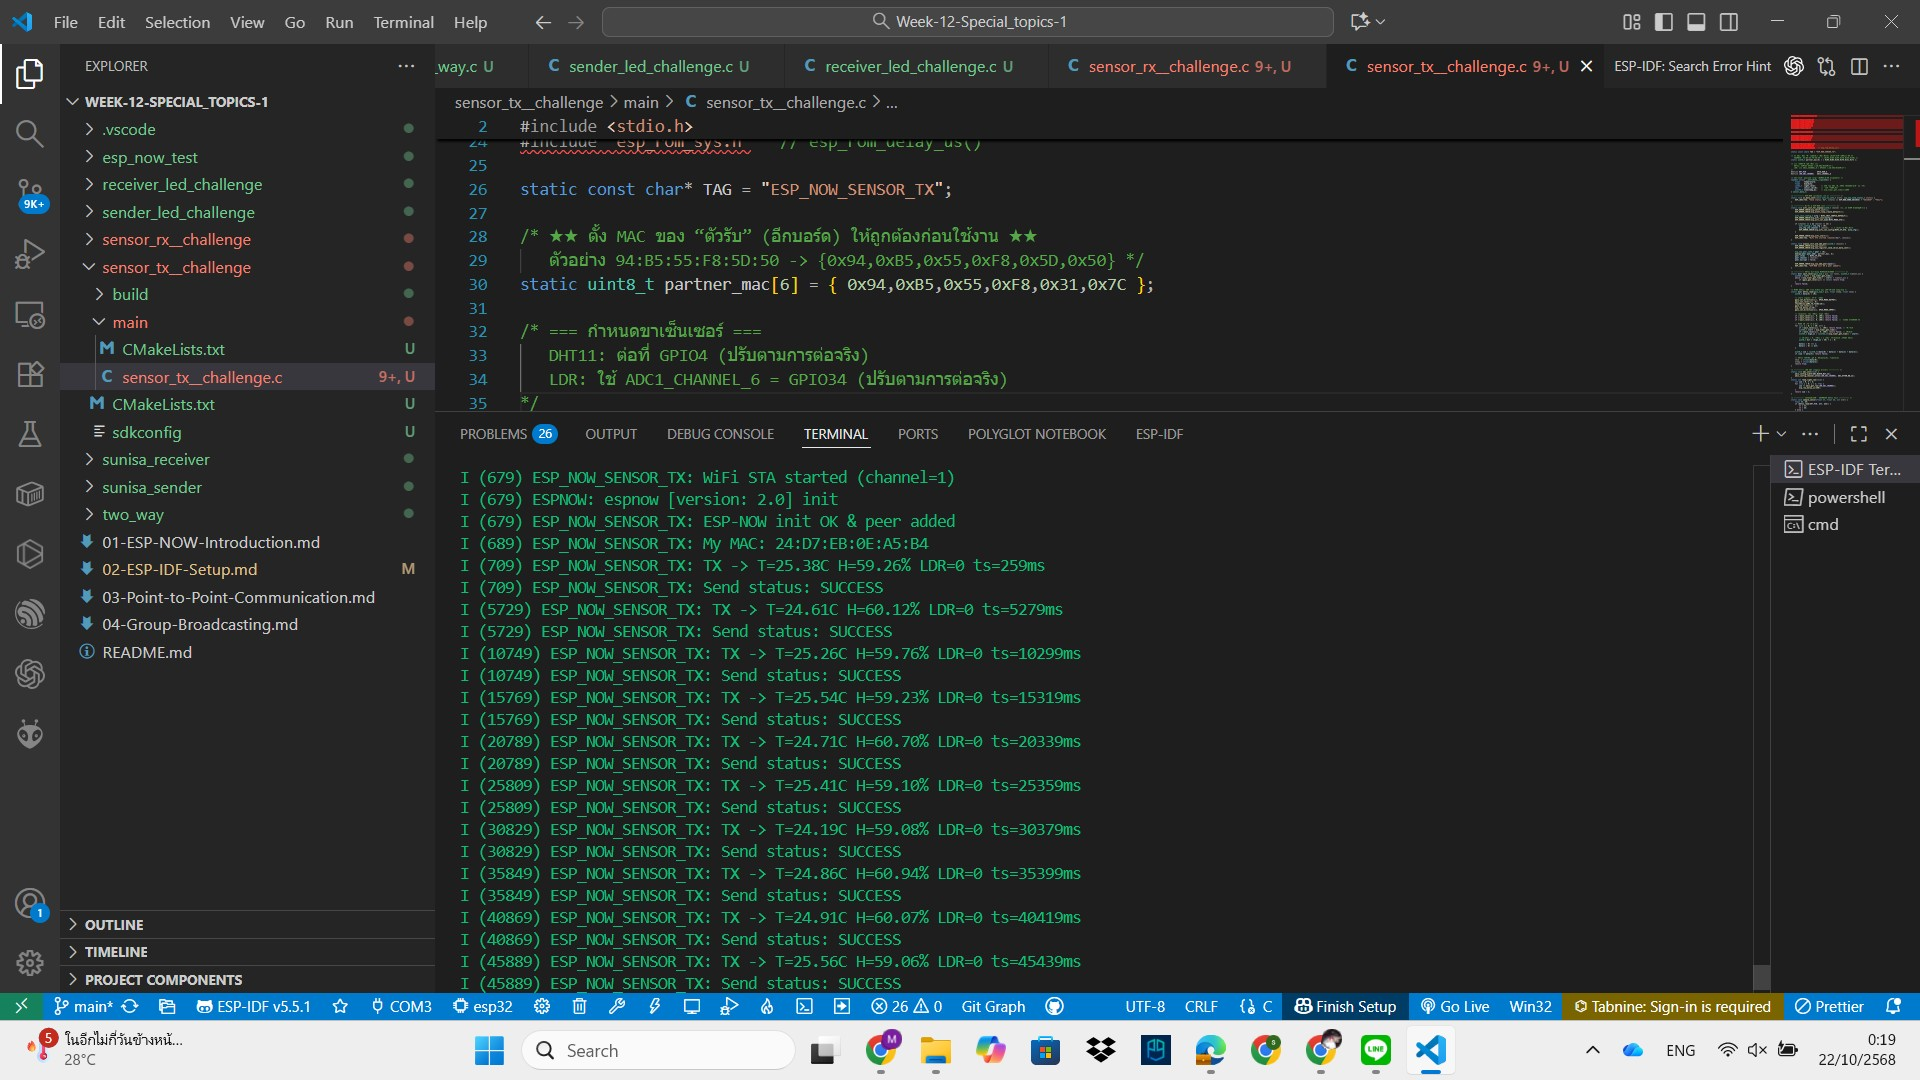 File Edit Selection View Go Run Terminal Help
Week-12-Special_topics-1
EXPLORER
WEEK-12-SPECIAL_TOPICS-1
.vscode
esp_now_test
receiver_led_challenge
sender_led_challenge
sensor_rx__challenge
sensor_tx__challenge
build
main
CMakeLists.txt U
sensor_tx__challenge.c 9+, U
CMakeLists.txt U
sdkconfig U
sunisa_receiver
sunisa_sender
two_way
01-ESP-NOW-Introduction.md
02-ESP-IDF-Setup.md M
03-Point-to-Point-Communication.md
04-Group-Broadcasting.md
README.md
OUTLINE
TIMELINE
PROJECT COMPONENTS
9K+
1
_way.c U
sender_led_challenge.c U
receiver_led_challenge.c U
sensor_rx__challenge.c 9+, U
sensor_tx__challenge.c 9+, U
ESP-IDF: Search Error Hint
sensor_tx__challenge > main > C sensor_tx__challenge.c > ...
2 #include <stdio.h>
24 #include "esp_rom_sys.h" // esp_rom_delay_us()
25
26 static const char* TAG = "ESP_NOW_SENSOR_TX";
27
28 /* ★★ ตั้ง MAC ของ “ตัวรับ” (อีกบอร์ด) ให้ถูกต้องก่อนใช้งาน ★★
29 ตัวอย่าง 94:B5:55:F8:5D:50 -> {0x94,0xB5,0x55,0xF8,0x5D,0x50} */
30 static uint8_t partner_mac[6] = { 0x94,0xB5,0x55,0xF8,0x31,0x7C };
31
32 /* === กำหนดขาเซ็นเซอร์ ===
33 DHT11: ต่อที่ GPIO4 (ปรับตามการต่อจริง)
34 LDR: ใช้ ADC1_CHANNEL_6 = GPIO34 (ปรับตามการต่อจริง)
35 */
PROBLEMS 26 OUTPUT DEBUG CONSOLE TERMINAL PORTS POLYGLOT NOTEBOOK ESP-IDF
I (679) ESP_NOW_SENSOR_TX: WiFi STA started (channel=1)
I (679) ESPNOW: espnow [version: 2.0] init
I (679) ESP_NOW_SENSOR_TX: ESP-NOW init OK & peer added
I (689) ESP_NOW_SENSOR_TX: My MAC: 24:D7:EB:0E:A5:B4
I (709) ESP_NOW_SENSOR_TX: TX -> T=25.38C H=59.26% LDR=0 ts=259ms
I (709) ESP_NOW_SENSOR_TX: Send status: SUCCESS
I (5729) ESP_NOW_SENSOR_TX: TX -> T=24.61C H=60.12% LDR=0 ts=5279ms
I (5729) ESP_NOW_SENSOR_TX: Send status: SUCCESS
I (10749) ESP_NOW_SENSOR_TX: TX -> T=25.26C H=59.76% LDR=0 ts=10299ms
I (10749) ESP_NOW_SENSOR_TX: Send status: SUCCESS
I (15769) ESP_NOW_SENSOR_TX: TX -> T=25.54C H=59.23% LDR=0 ts=15319ms
I (15769) ESP_NOW_SENSOR_TX: Send status: SUCCESS
I (20789) ESP_NOW_SENSOR_TX: TX -> T=24.71C H=60.70% LDR=0 ts=20339ms
I (20789) ESP_NOW_SENSOR_TX: Send status: SUCCESS
I (25809) ESP_NOW_SENSOR_TX: TX -> T=25.41C H=59.10% LDR=0 ts=25359ms
I (25809) ESP_NOW_SENSOR_TX: Send status: SUCCESS
I (30829) ESP_NOW_SENSOR_TX: TX -> T=24.19C H=59.08% LDR=0 ts=30379ms
I (30829) ESP_NOW_SENSOR_TX: Send status: SUCCESS
I (35849) ESP_NOW_SENSOR_TX: TX -> T=24.86C H=60.94% LDR=0 ts=35399ms
I (35849) ESP_NOW_SENSOR_TX: Send status: SUCCESS
I (40869) ESP_NOW_SENSOR_TX: TX -> T=24.91C H=60.07% LDR=0 ts=40419ms
I (40869) ESP_NOW_SENSOR_TX: Send status: SUCCESS
I (45889) ESP_NOW_SENSOR_TX: TX -> T=25.56C H=59.06% LDR=0 ts=45439ms
I (45889) ESP_NOW_SENSOR_TX: Send status: SUCCESS
ESP-IDF Ter...
powershell
cmd
main* ESP-IDF v5.5.1 COM3 esp32 26 0 Git Graph UTF-8 CRLF {} C Finish Setup Go Live Win32 Tabnine: Sign-in is required Prettier
5 ในอีกไม่กี่วันข้างหน้...
28°C
Search
ENG
0:19
22/10/2568